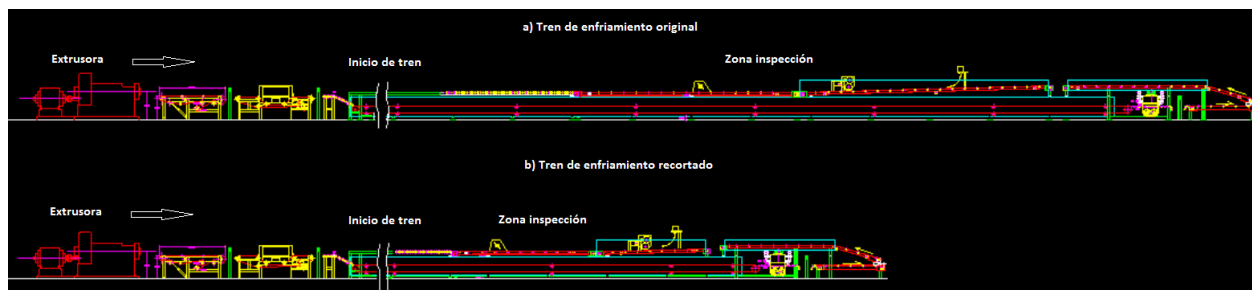 a) Tren de enfriamiento original
Extrusora
Inicio de tren
Zona inspección
b) Tren de enfriamiento recortado
Extrusora
Inicio de tren
Zona inspección